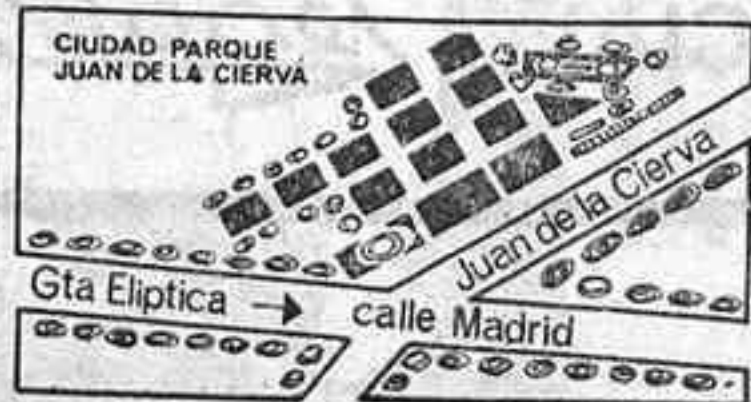 CIUDAD PARQUE
JUAN DE LA CIERVA
Juan de la Cierva
Gta Eliptica →
calle Madrid